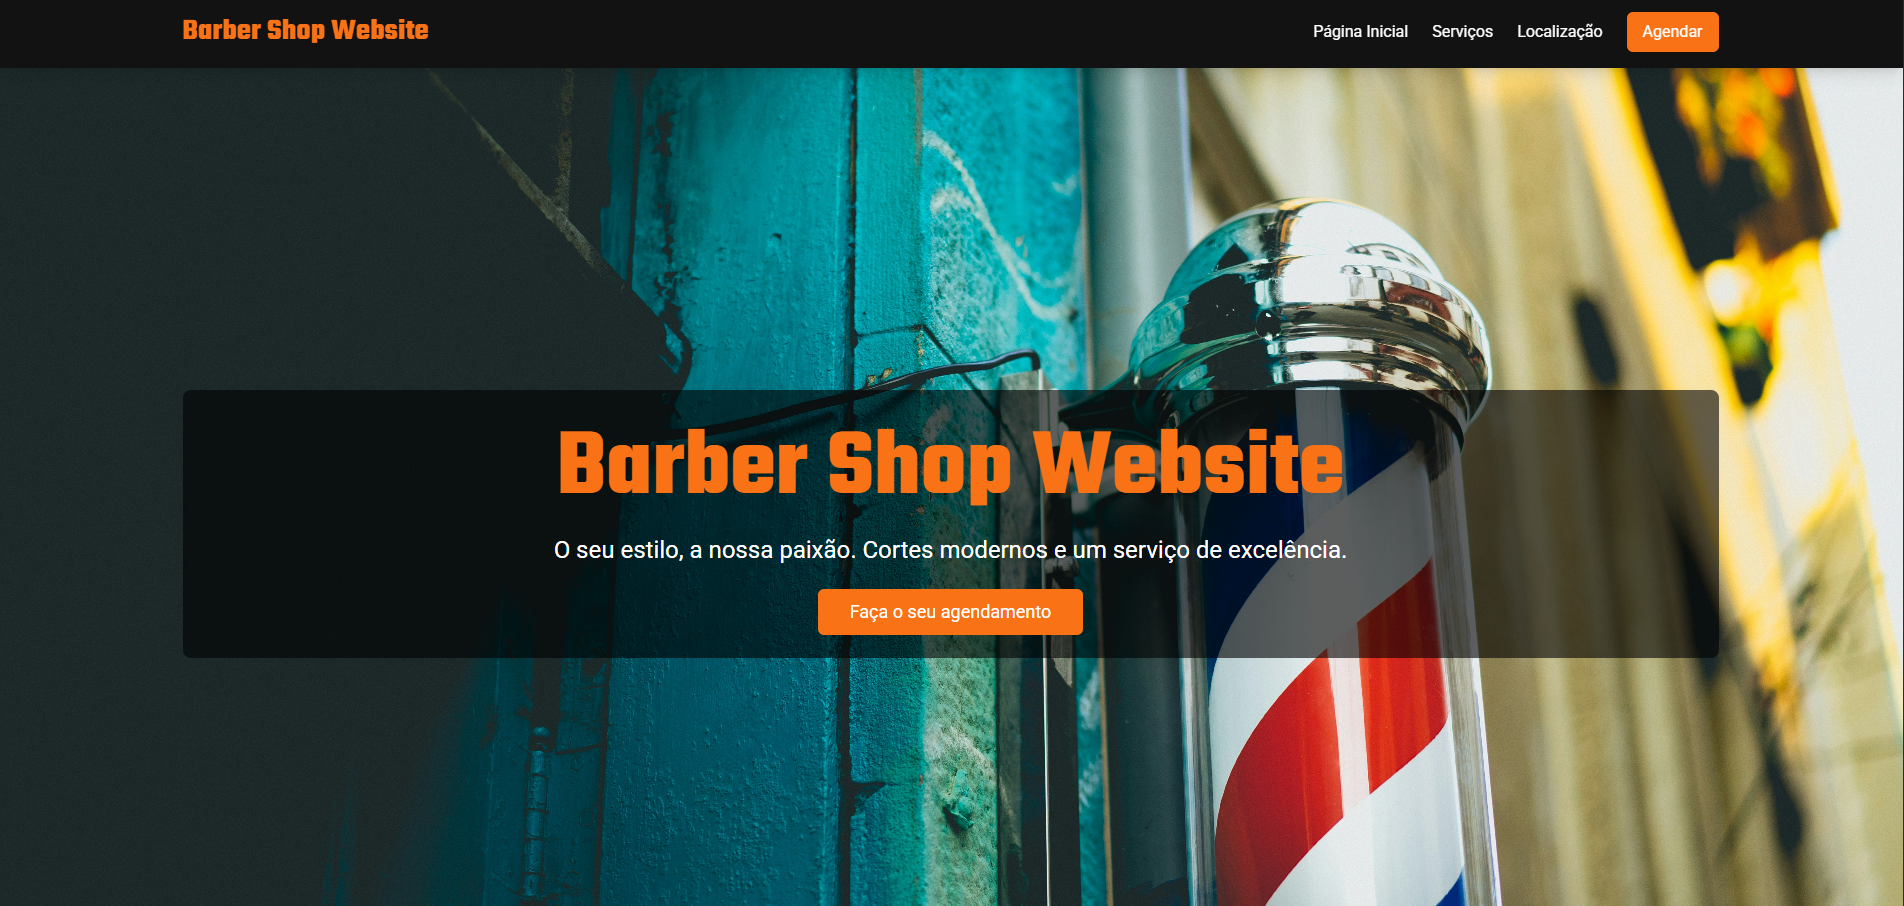 Barber Shop Website
Página Inicial Serviços Localização Agendar
Barber Shop Website
O seu estilo, a nossa paixão. Cortes modernos e um serviço de excelência.
Faça o seu agendamento